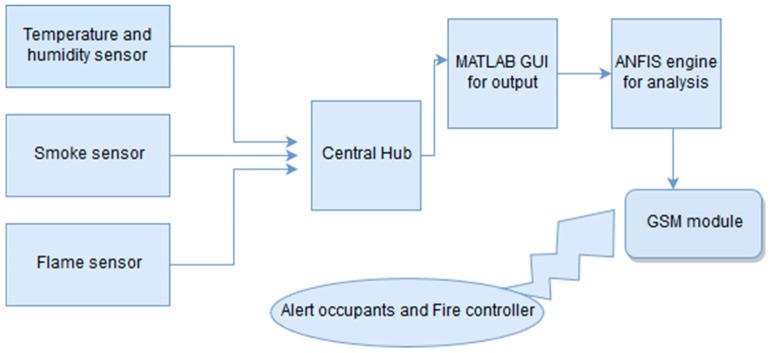 Temperature and
humidity sensor
Smoke sensor
Flame sensor
Central Hub
MATLAB GUI
for output
ANFIS engine
for analysis
GSM module
Alert occupants and Fire controller